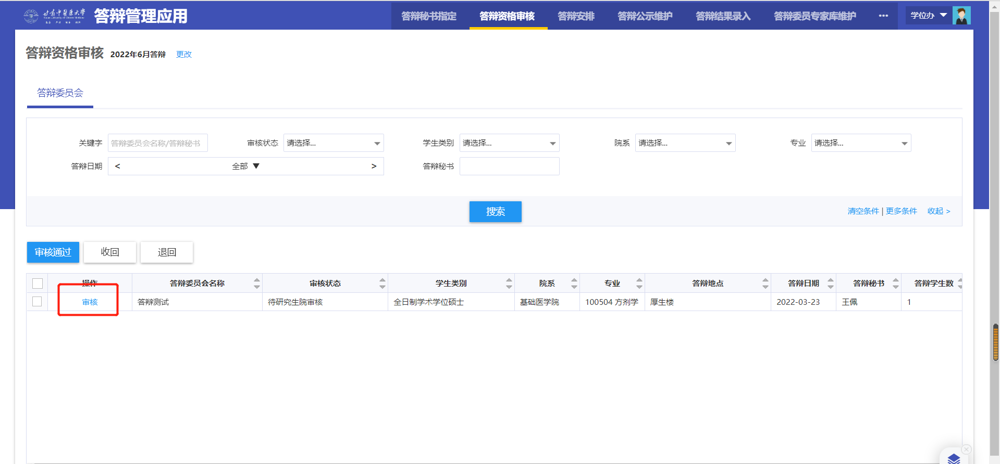 甘肃中医药大学
答辩管理应用
答辩秘书指定
答辩资格审核
答辩安排
答辩公示维护
答辩结果录入
答辩委员专家库维护
···
学位办
答辩资格审核 2022年6月答辩 更改
答辩委员会
关键字 答辩委员会名称/答辩秘书 审核状态 请选择... 学生类别 请选择... 院系 请选择... 专业 请选择...
答辩日期 < 全部 ▼ > 答辩秘书
搜索
清空条件 | 更多条件 收起 >
审核通过 收回 退回
操作 答辩委员会名称 审核状态 学生类别 院系 专业 答辩地点 答辩日期 答辩秘书 答辩学生数
审核 答辩测试 待研究生院审核 全日制学术学位硕士 基础医学院 100504 方剂学 厚生楼 2022-03-23 王佩 1